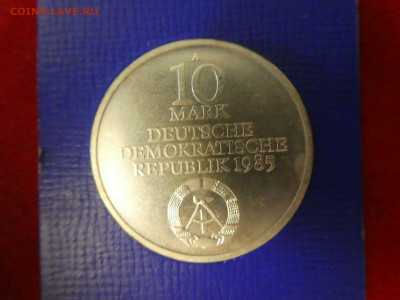 COINS.LAVE.RU
A
10
MARK
DEUTSCHE
DEMOKRATISCHE
REPUBLIK 1985